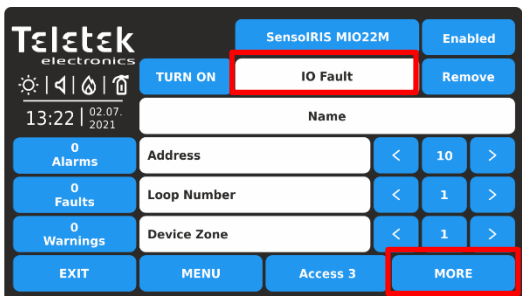 Teletek
electronics
SensoIRIS MIO22M
Enabled
TURN ON
IO Fault
Remove
13:22
02.07.
2021
Name
0
Alarms
Address
<
10
>
0
Faults
Loop Number
<
1
>
0
Warnings
Device Zone
<
1
>
EXIT
MENU
Access 3
MORE